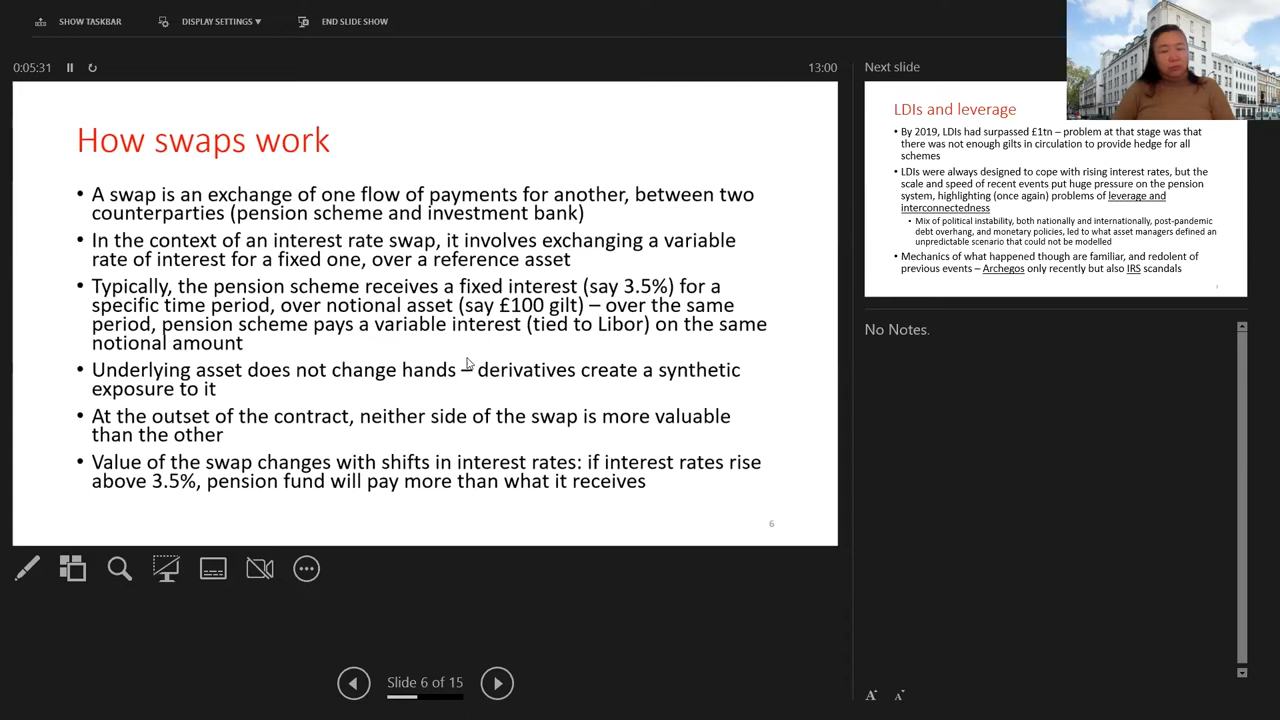 SHOW TASKBAR
DISPLAY SETTINGS ▼
END SLIDE SHOW
0:05:31
13:00
How swaps work
• A swap is an exchange of one flow of payments for another, between two
counterparties (pension scheme and investment bank)
• In the context of an interest rate swap, it involves exchanging a variable
rate of interest for a fixed one, over a reference asset
• Typically, the pension scheme receives a fixed interest (say 3.5%) for a
specific time period, over notional asset (say £100 gilt) – over the same
period, pension scheme pays a variable interest (tied to Libor) on the same
notional amount
• Underlying asset does not change hands – derivatives create a synthetic
exposure to it
• At the outset of the contract, neither side of the swap is more valuable
than the other
• Value of the swap changes with shifts in interest rates: if interest rates rise
above 3.5%, pension fund will pay more than what it receives
6
Slide 6 of 15
Next slide
LDIs and leverage
• By 2019, LDIs had surpassed £1tn – problem at that stage was that
there was not enough gilts in circulation to provide hedge for all
schemes
• LDIs were always designed to cope with rising interest rates, but the
scale and speed of recent events put huge pressure on the pension
system, highlighting (once again) problems of leverage and
interconnectedness
• Mix of political instability, both nationally and internationally, post-pandemic
debt overhang, and monetary policies, led to what asset managers defined an
unpredictable scenario that could not be modelled
• Mechanics of what happened though are familiar, and redolent of
previous events – Archegos only recently but also IRS scandals
No Notes.
A A